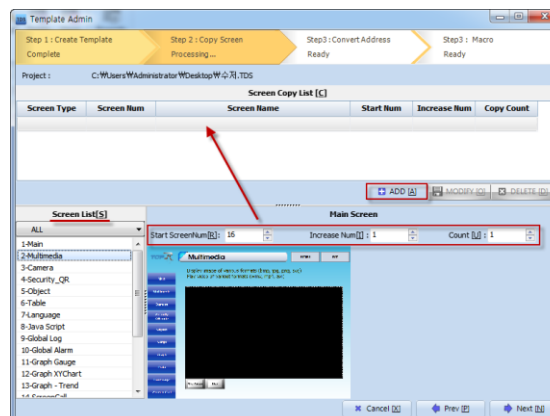 Template Admin
Step 1 : Create Template
Complete
Step 2 : Copy Screen
Processing...
Step3 : Convert Address
Ready
Step3 : Macro
Ready
Project : C:₩Users₩Administrator₩Desktop₩수처.TDS
Screen Copy List [C]
Screen Type Screen Num Screen Name Start Num Increase Num Copy Count
ADD [A] MODIFY [O] DELETE [D]
Screen List[S]
Main Screen
ALL
Start ScreenNum[R]: 16 Increase Num[I] : 1 Count [U] : 1
1-Main
2-Multimedia
3-Camera
4-Security_QR
5-Object
6-Table
7-Language
8-Java Script
9-Global Log
10-Global Alarm
11-Graph Gauge
12-Graph XYChart
13-Graph - Trend
14-ScreenCall
Multimedia
Cancel [X] Prev [P] Next [N]